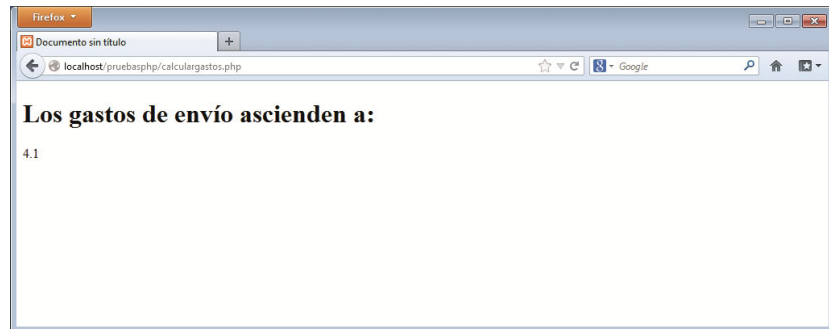 Firefox
Documento sin título
localhost/pruebasphp/calculargastos.php
Google
Los gastos de envío ascienden a:
4.1